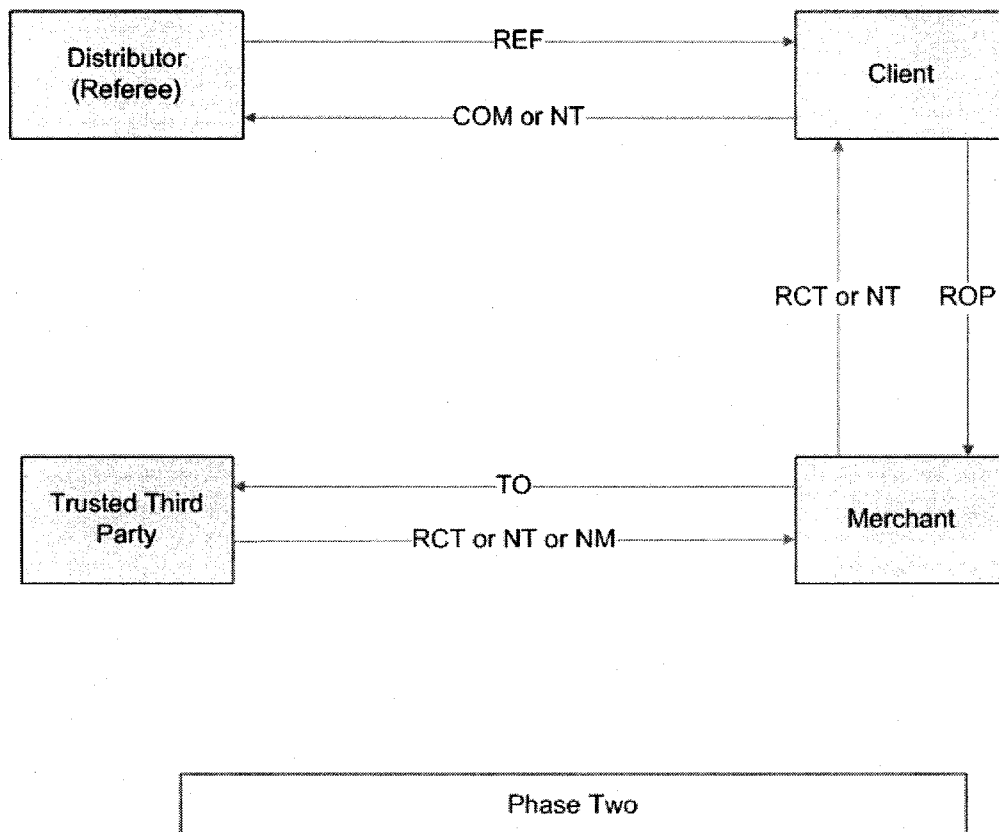 Distributor
(Referee)
REF
Client
COM or NT
RCT or NT
ROP
Trusted Third
Party
TO
Merchant
RCT or NT or NM
Phase Two